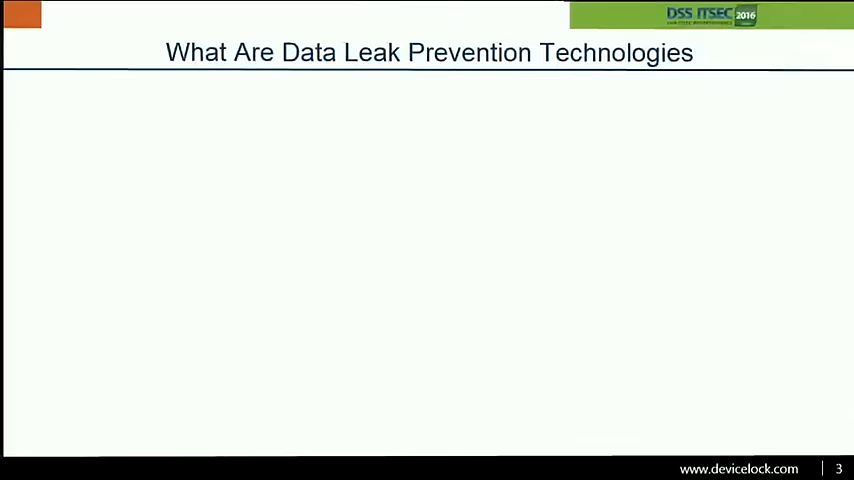 DSS ITSEC 2016
What Are Data Leak Prevention Technologies
www.devicelock.com
3